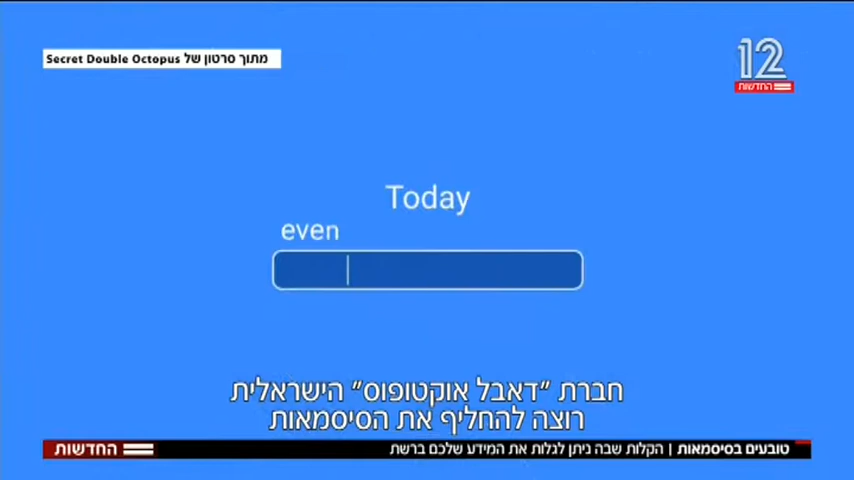 מתוך סרטון של Secret Double Octopus
12
החדשות
Today
even
חברת "דאבל אוקטופוס" הישראלית
רוצה להחליף את הסיסמאות
טובעים בסיסמאות | הקלות שבה ניתן לגלות את המידע שלכם ברשת
החדשות